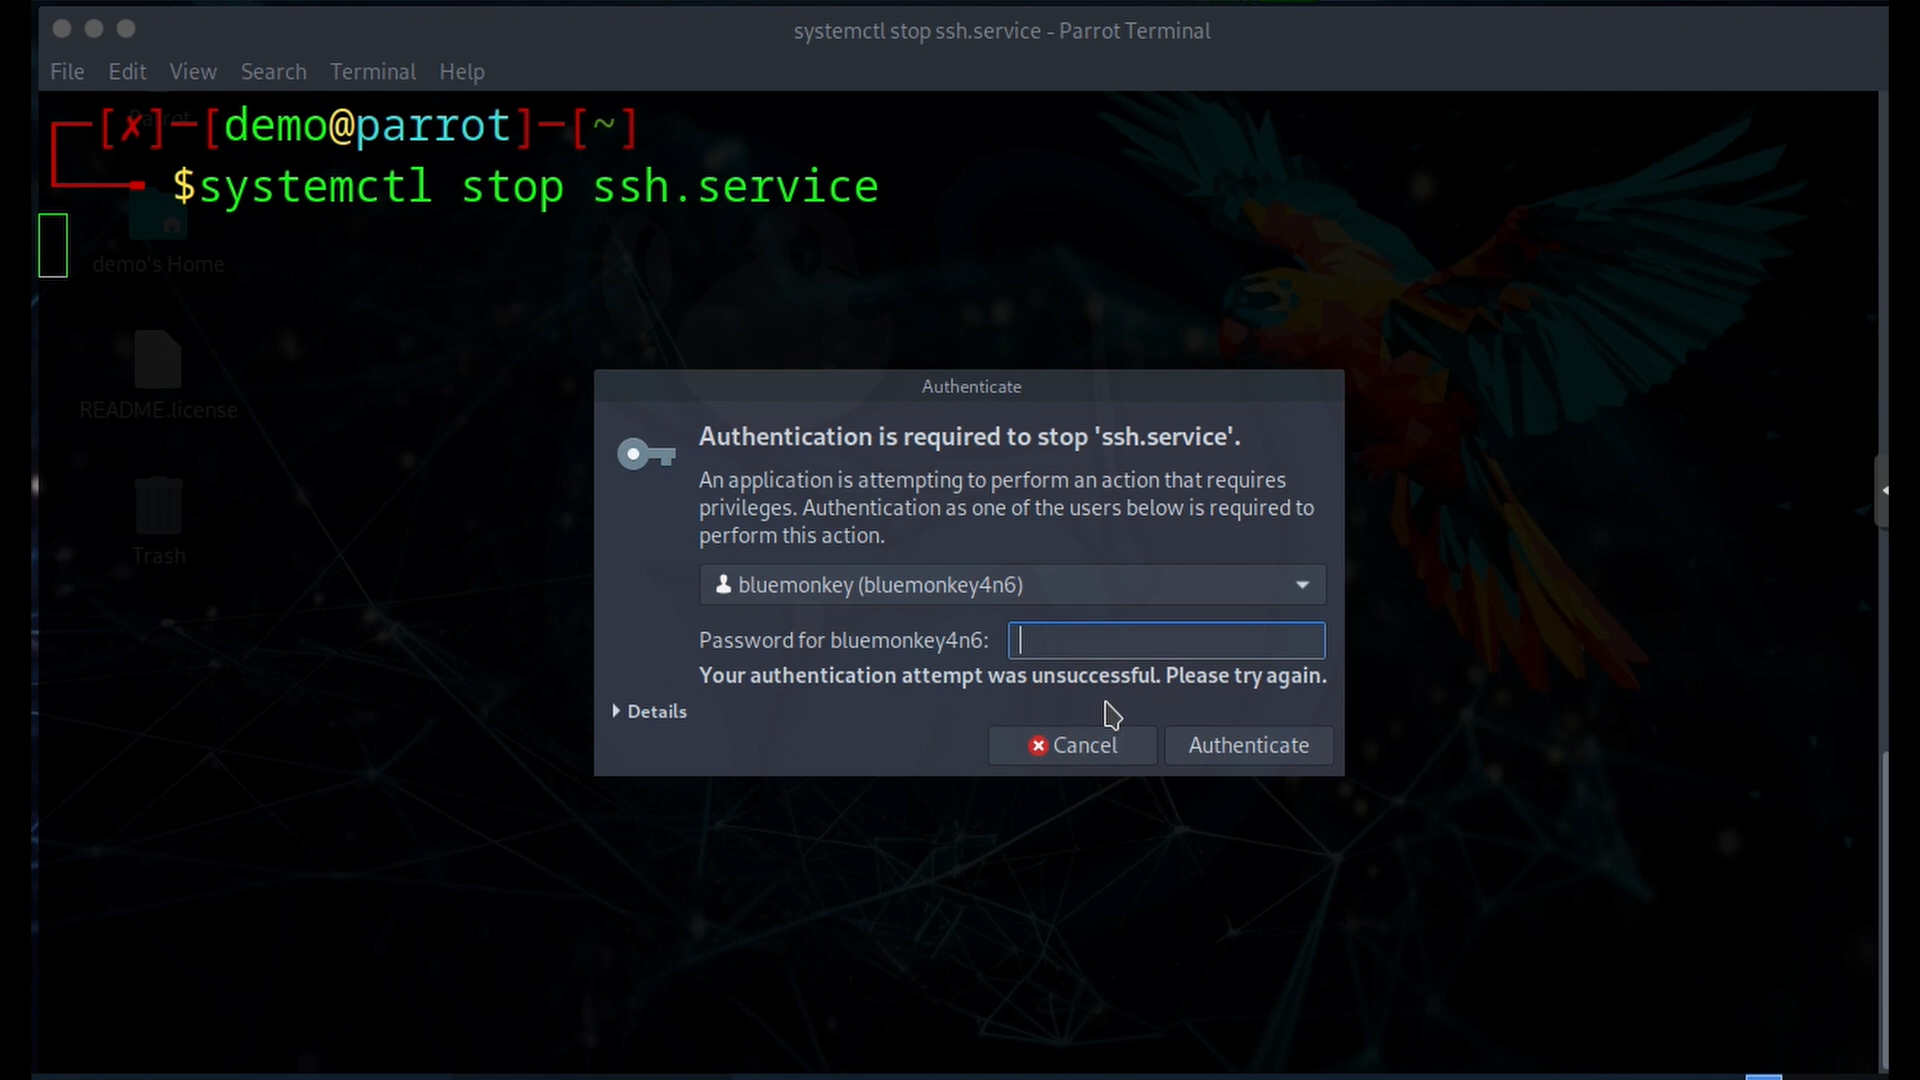 systemctl stop ssh.service - Parrot Terminal
File Edit View Search Terminal Help
Parrot
[✗]─[demo@parrot]─[~]
$systemctl stop ssh.service
demo's Home
README.license
Trash
Authenticate
Authentication is required to stop 'ssh.service'.
An application is attempting to perform an action that requires
privileges. Authentication as one of the users below is required to
perform this action.
bluemonkey (bluemonkey4n6)
Password for bluemonkey4n6:
Your authentication attempt was unsuccessful. Please try again.
Details
Cancel Authenticate